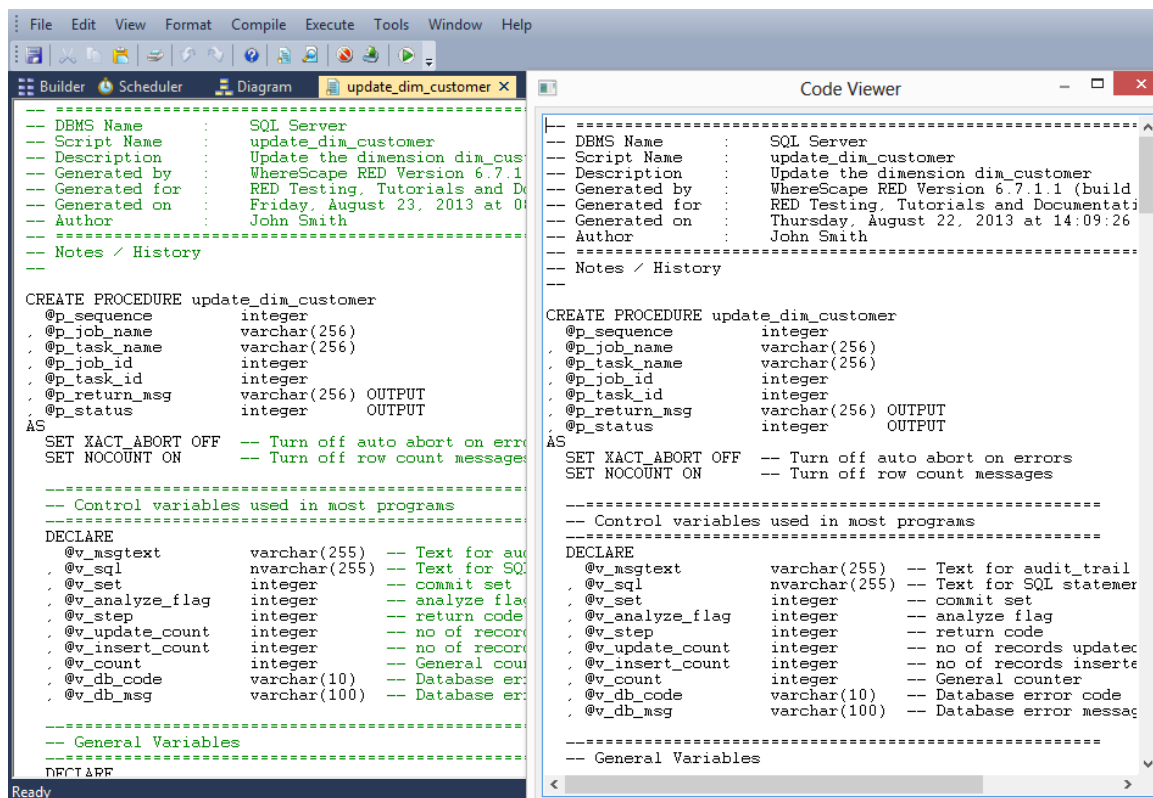 File Edit View Format Compile Execute Tools Window Help
Builder Scheduler Diagram update_dim_customer
-- ================================================
-- DBMS Name : SQL Server
-- Script Name : update_dim_customer
-- Description : Update the dimension
-- Generated by : WhereScape RED Version 6.7.1
-- Generated for : RED Testing, Tutorials and
-- Generated on : Friday, August 23, 2013 at
-- Author : John Smith
-- ================================================
-- Notes / History
--
CREATE PROCEDURE update_dim_customer
@p_sequence integer
, @p_job_name varchar(256)
, @p_task_name varchar(256)
, @p_job_id integer
, @p_task_id integer
, @p_return_msg varchar(256) OUTPUT
, @p_status integer OUTPUT
AS
SET XACT_ABORT OFF -- Turn off auto abort on
SET NOCOUNT ON -- Turn off row count messages
--================================================
-- Control variables used in most programs
--================================================
DECLARE
@v_msgtext varchar(255) -- Text for
, @v_sql nvarchar(255) -- Text for SQL
, @v_set integer -- commit set
, @v_analyze_flag integer -- analyze
, @v_step integer -- return code
, @v_update_count integer -- no of
, @v_insert_count integer -- no of
, @v_count integer -- General
, @v_db_code varchar(10) -- Database
, @v_db_msg varchar(100) -- Database
--================================================
-- General Variables
--================================================
DECLARE
Ready
Code Viewer
-- ================================================
-- DBMS Name : SQL Server
-- Script Name : update_dim_customer
-- Description : Update the dimension dim_customer
-- Generated by : WhereScape RED Version 6.7.1.1 (build
-- Generated for : RED Testing, Tutorials and Documentati
-- Generated on : Thursday, August 22, 2013 at 14:09:26
-- Author : John Smith
-- ================================================
-- Notes / History
--
CREATE PROCEDURE update_dim_customer
@p_sequence integer
, @p_job_name varchar(256)
, @p_task_name varchar(256)
, @p_job_id integer
, @p_task_id integer
, @p_return_msg varchar(256) OUTPUT
, @p_status integer OUTPUT
AS
SET XACT_ABORT OFF -- Turn off auto abort on errors
SET NOCOUNT ON -- Turn off row count messages
--================================================
-- Control variables used in most programs
--================================================
DECLARE
@v_msgtext varchar(255) -- Text for audit_trail
, @v_sql nvarchar(255) -- Text for SQL statemen
, @v_set integer -- commit set
, @v_analyze_flag integer -- analyze flag
, @v_step integer -- return code
, @v_update_count integer -- no of records updated
, @v_insert_count integer -- no of records inserte
, @v_count integer -- General counter
, @v_db_code varchar(10) -- Database error code
, @v_db_msg varchar(100) -- Database error messag
--================================================
-- General Variables